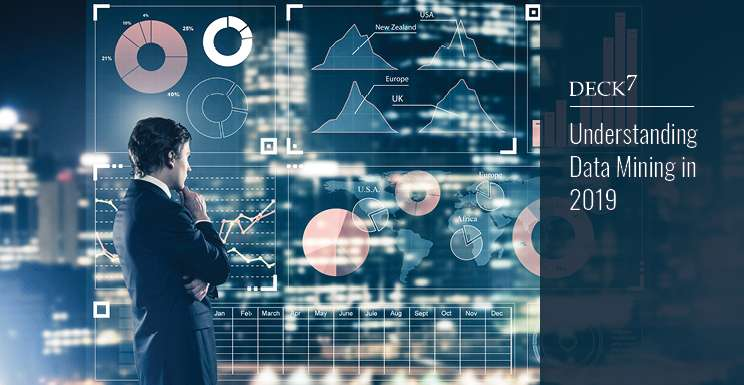 4%
10%
25%
21%
40%
New Zealand
USA
Europe
UK
DECK7
Understanding
Data Mining in
2019
U.S.A.
Europe
Africa
Jan Feb March Apr May June Jule Aug Sept Oct Nov Dec